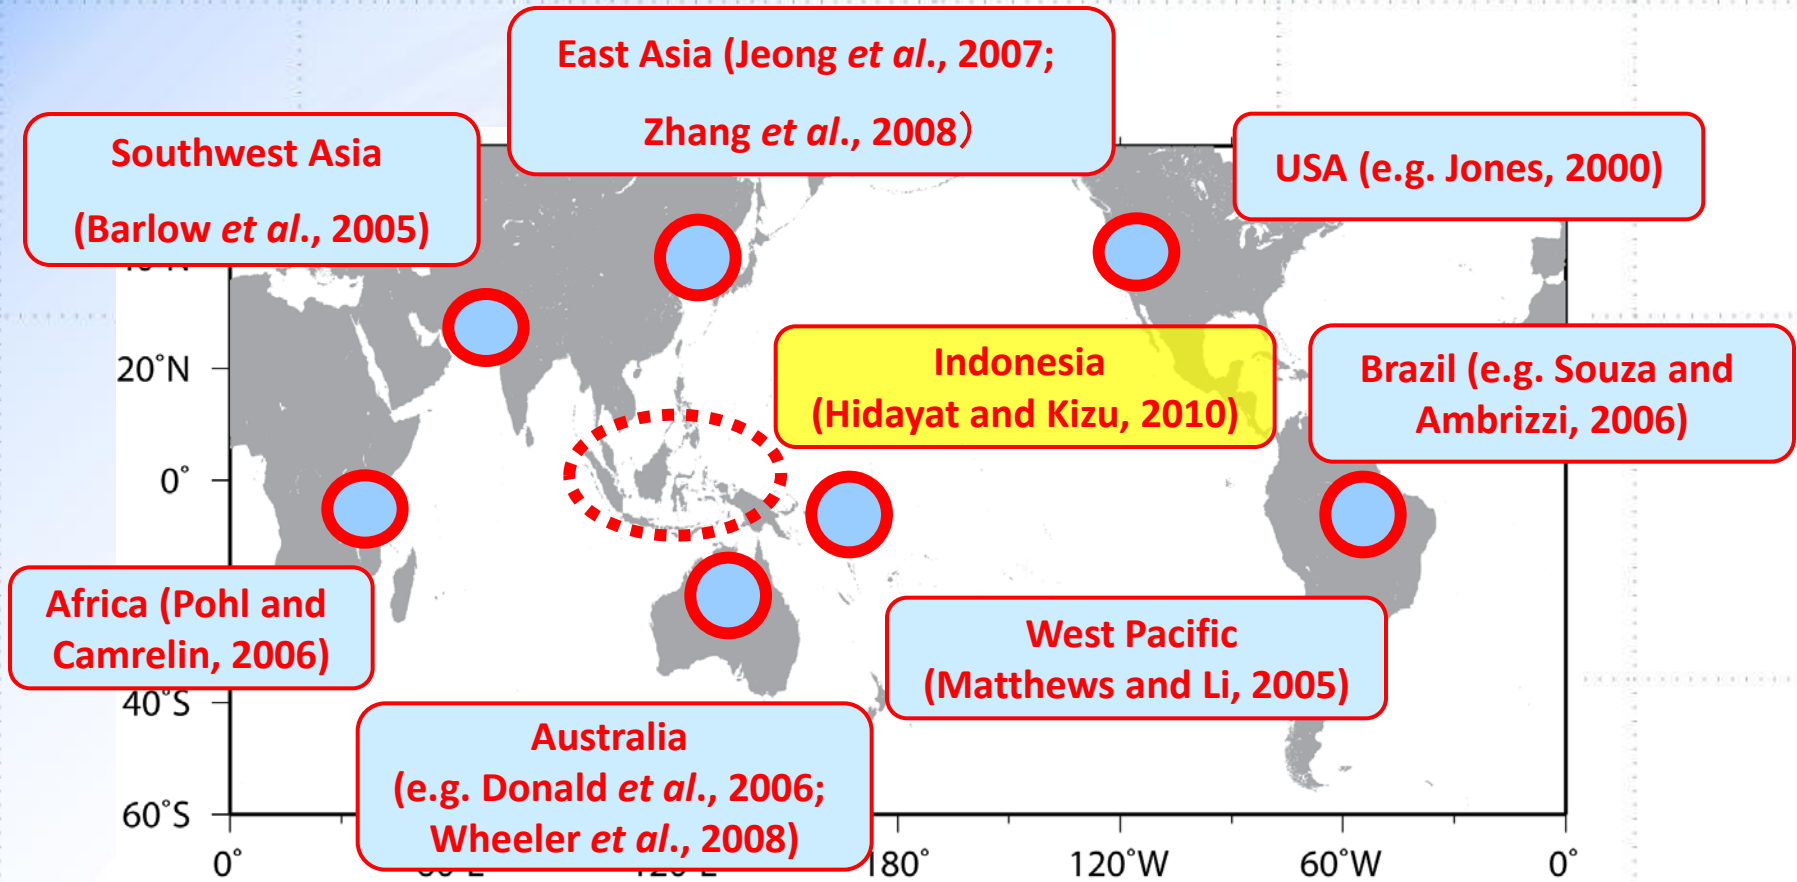 East Asia (Jeong et al., 2007;
Zhang et al., 2008）
Southwest Asia
(Barlow et al., 2005)
USA (e.g. Jones, 2000)
Indonesia
(Hidayat and Kizu, 2010)
Brazil (e.g. Souza and
Ambrizzi, 2006)
Africa (Pohl and
Camrelin, 2006)
West Pacific
(Matthews and Li, 2005)
Australia
(e.g. Donald et al., 2006;
Wheeler et al., 2008)
20°N
0°
40°S
60°S
0°
180°
120°W
60°W
0°